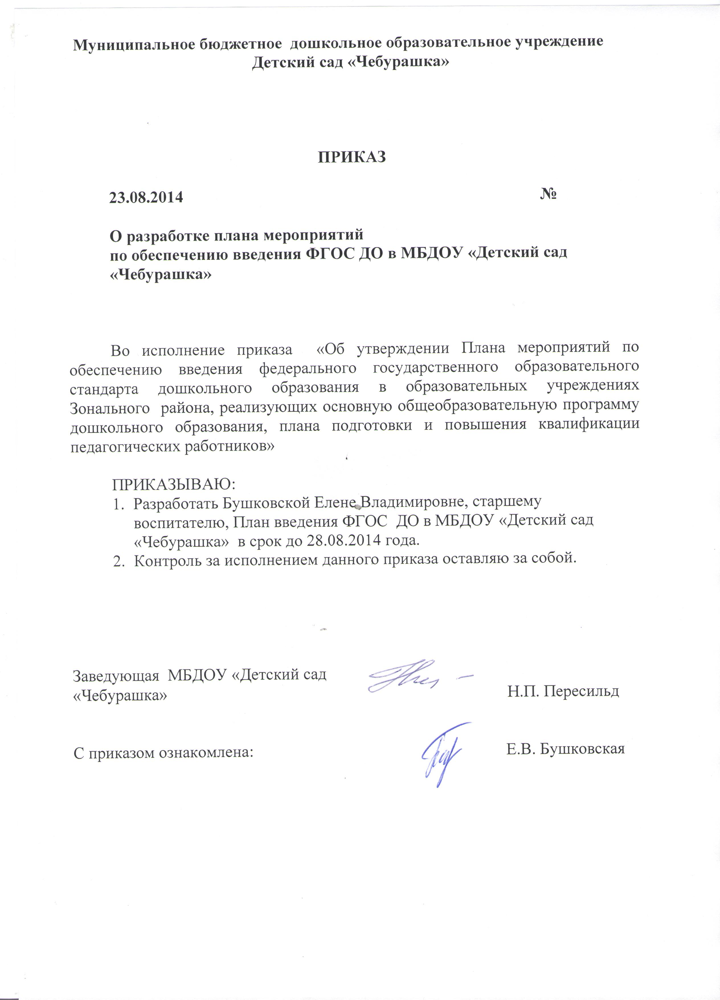 Муниципальное бюджетное дошкольное образовательное учреждение
Детский сад «Чебурашка»
ПРИКАЗ
23.08.2014 №
О разработке плана мероприятий
по обеспечению введения ФГОС ДО в МБДОУ «Детский сад
«Чебурашка»
Во исполнение приказа «Об утверждении Плана мероприятий по
обеспечению введения федерального государственного образовательного
стандарта дошкольного образования в образовательных учреждениях
Зонального района, реализующих основную общеобразовательную программу
дошкольного образования, плана подготовки и повышения квалификации
педагогических работников»
ПРИКАЗЫВАЮ:
1. Разработать Бушковской Елене Владимировне, старшему
воспитателю, План введения ФГОС ДО в МБДОУ «Детский сад
«Чебурашка» в срок до 28.08.2014 года.
2. Контроль за исполнением данного приказа оставляю за собой.
Заведующая МБДОУ «Детский сад
«Чебурашка» Н.П. Пересильд
С приказом ознакомлена: Е.В. Бушковская